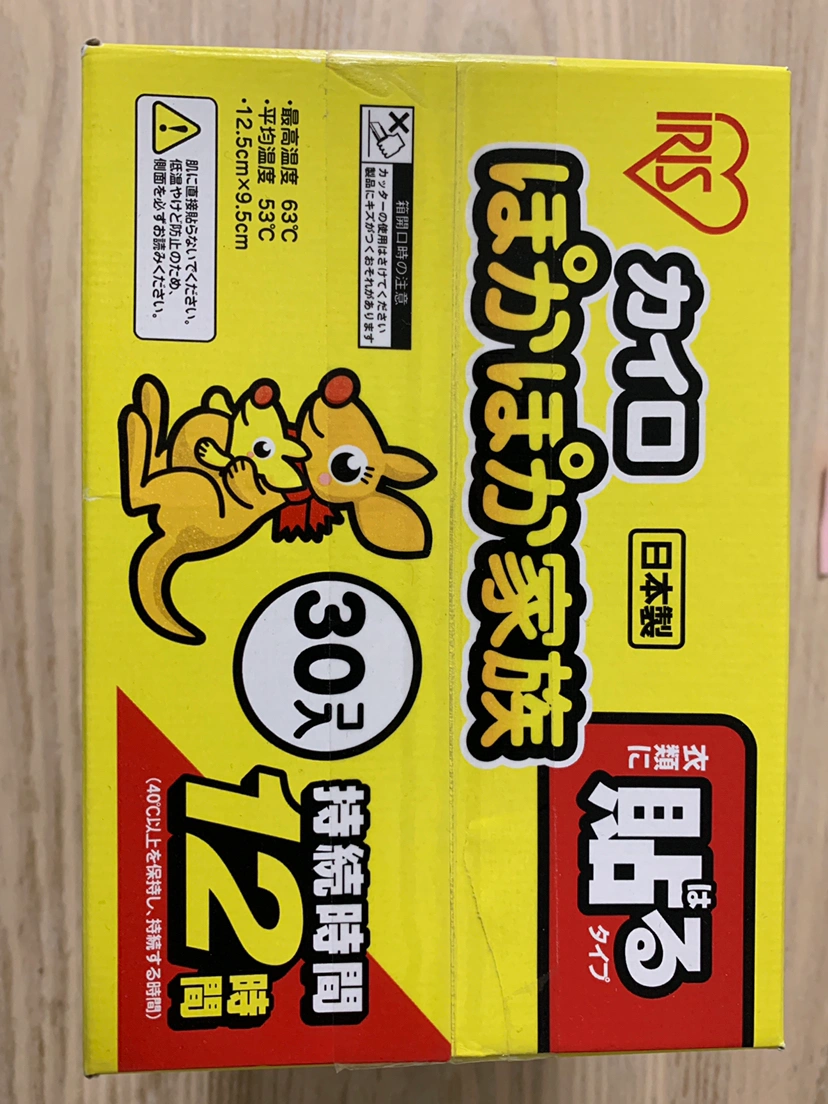 IRIS
カイロ
日本製
ぽかぽか家族
衣類に
貼る
は
タイプ
箱開口時の注意
カッターの使用はさけてください
製品にキズがつくおそれがあります
・最高温度 63℃
・平均温度 53℃
・12.5cm×9.5cm
肌に直接貼らないでください。
低温やけど防止のため、
側面を必ずお読みください。
30コ入
持続時間
12時間
(40℃以上を保持し、持続する時間)